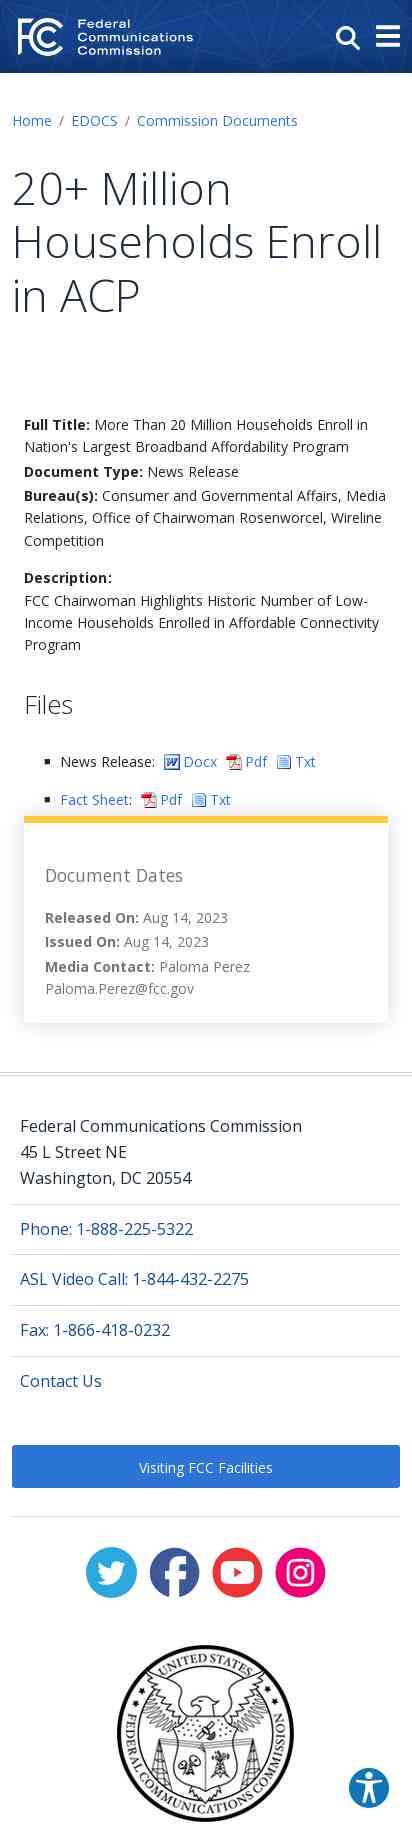 FCC Federal
Communications
Commission
Home / EDOCS / Commission Documents
20+ Million
Households Enroll
in ACP
Full Title: More Than 20 Million Households Enroll in
Nation's Largest Broadband Affordability Program
Document Type: News Release
Bureau(s): Consumer and Governmental Affairs, Media
Relations, Office of Chairwoman Rosenworcel, Wireline
Competition
Description:
FCC Chairwoman Highlights Historic Number of Low-
Income Households Enrolled in Affordable Connectivity
Program
Files
News Release: Docx Pdf Txt
Fact Sheet: Pdf Txt
Document Dates
Released On: Aug 14, 2023
Issued On: Aug 14, 2023
Media Contact: Paloma Perez
Paloma.Perez@fcc.gov
Federal Communications Commission
45 L Street NE
Washington, DC 20554
Phone: 1-888-225-5322
ASL Video Call: 1-844-432-2275
Fax: 1-866-418-0232
Contact Us
Visiting FCC Facilities
UNITED STATES
FEDERAL COMMUNICATIONS COMMISSION